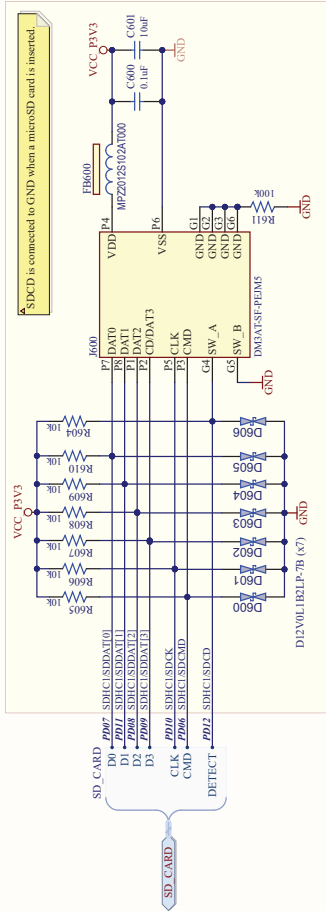 SDCD is connected to GND when a microSD card is inserted.
VCC_P3V3
C601
10uF
GND
C600
0.1uF
FB600
MPZ2012S102AT000
P4
P6
VDD
VSS
G1
G2
G3
G6
GND
GND
GND
GND
R611
100k
GND
J600
DM3AT-SF-PEJM5
P7
DAT0
P8
DAT1
P1
DAT2
P2
CD/DAT3
P5
CLK
P3
CMD
G4
SW_A
G5
SW_B
GND
VCC_P3V3
R604
10k
R610
10k
R609
10k
R608
10k
R607
10k
R606
10k
R605
10k
D606
D605
D604
D603
D602
D601
D600
GND
D12V0L1B2LP-7B (x7)
PD07 SDHC1/SDDAT[0]
PD11 SDHC1/SDDAT[1]
PD08 SDHC1/SDDAT[2]
PD09 SDHC1/SDDAT[3]
PD10 SDHC1/SDCK
PD06 SDHC1/SDCMD
PD12 SDHC1/SDCD
SD_CARD
D0
D1
D2
D3
CLK
CMD
DETECT
SD_CARD